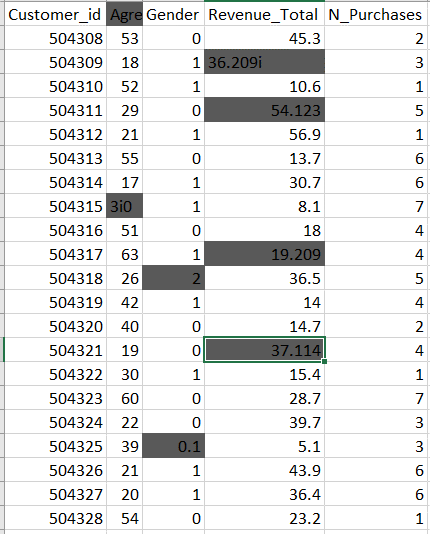 Customer_id Agre Gender Revenue_Total N_Purchases
504308 53 0 45.3 2
504309 18 1 36.209i 3
504310 52 1 10.6 1
504311 29 0 54.123 5
504312 21 1 56.9 1
504313 55 0 13.7 6
504314 17 1 30.7 6
504315 3i0 1 8.1 7
504316 51 0 18 4
504317 63 1 19.209 4
504318 26 2 36.5 5
504319 42 1 14 4
504320 40 0 14.7 2
504321 19 0 37.114 4
504322 30 1 15.4 1
504323 60 0 28.7 7
504324 22 0 39.7 3
504325 39 0.1 5.1 3
504326 21 1 43.9 6
504327 20 1 36.4 6
504328 54 0 23.2 1